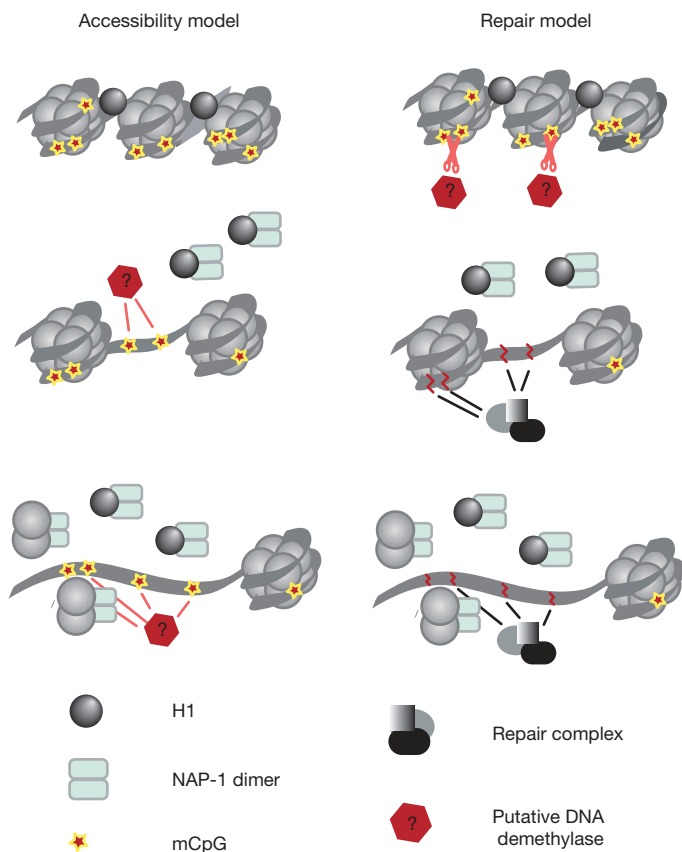 Accessibility model
Repair model
?
?
?
?
H1
NAP-1 dimer
mCpG
Repair complex
?
Putative DNA
demethylase